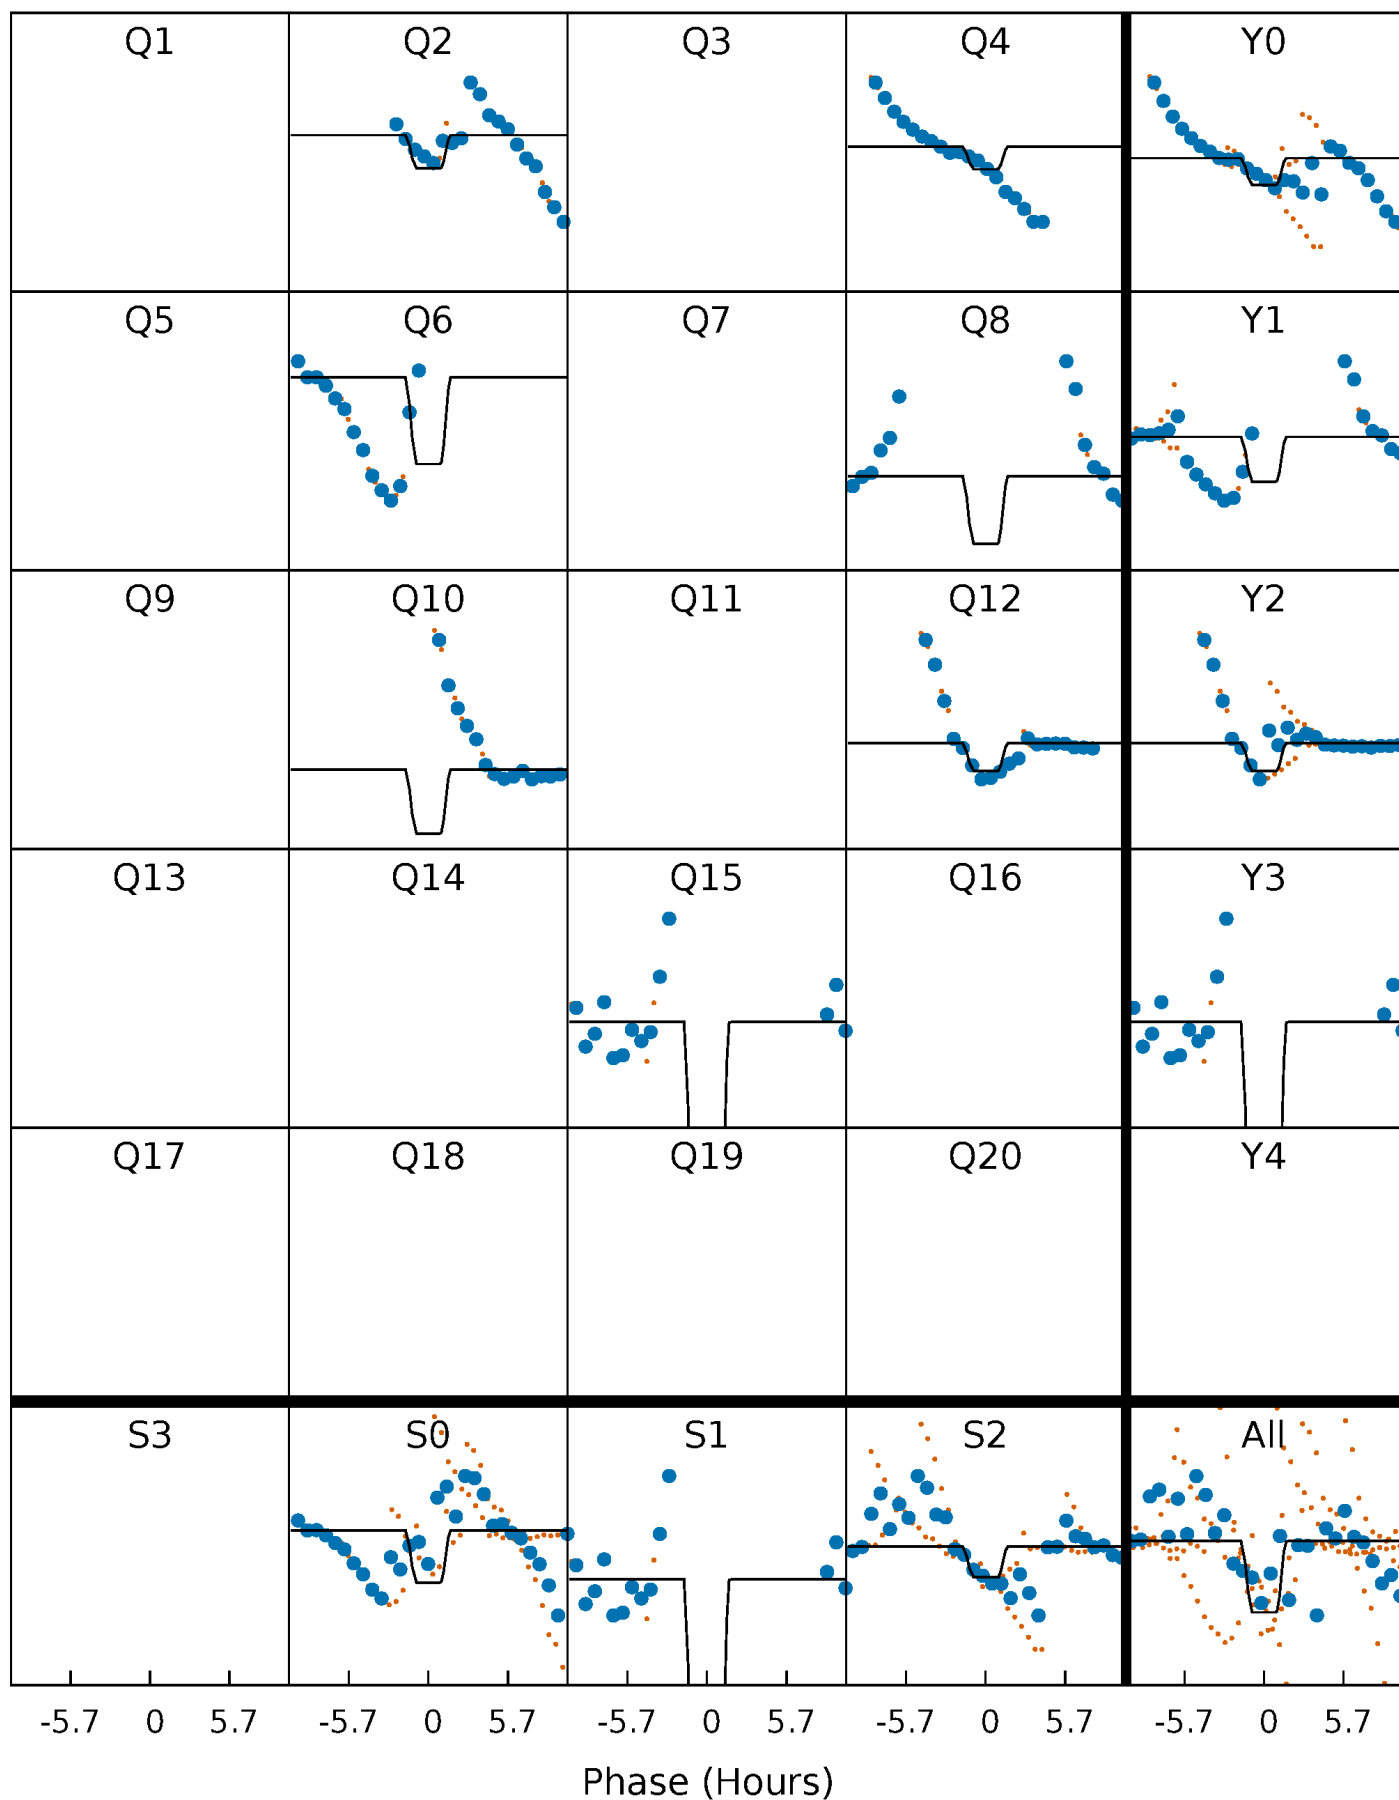 Q1 Q2 Q3 Q4 Y0
Q5 Q6 Q7 Q8 Y1
Q9 Q10 Q11 Q12 Y2
Q13 Q14 Q15 Q16 Y3
Q17 Q18 Q19 Q20 Y4
S3 S0 S1 S2 All
-5.7 0 5.7 -5.7 0 5.7 -5.7 0 5.7 -5.7 0 5.7 -5.7 0 5.7
Phase (Hours)